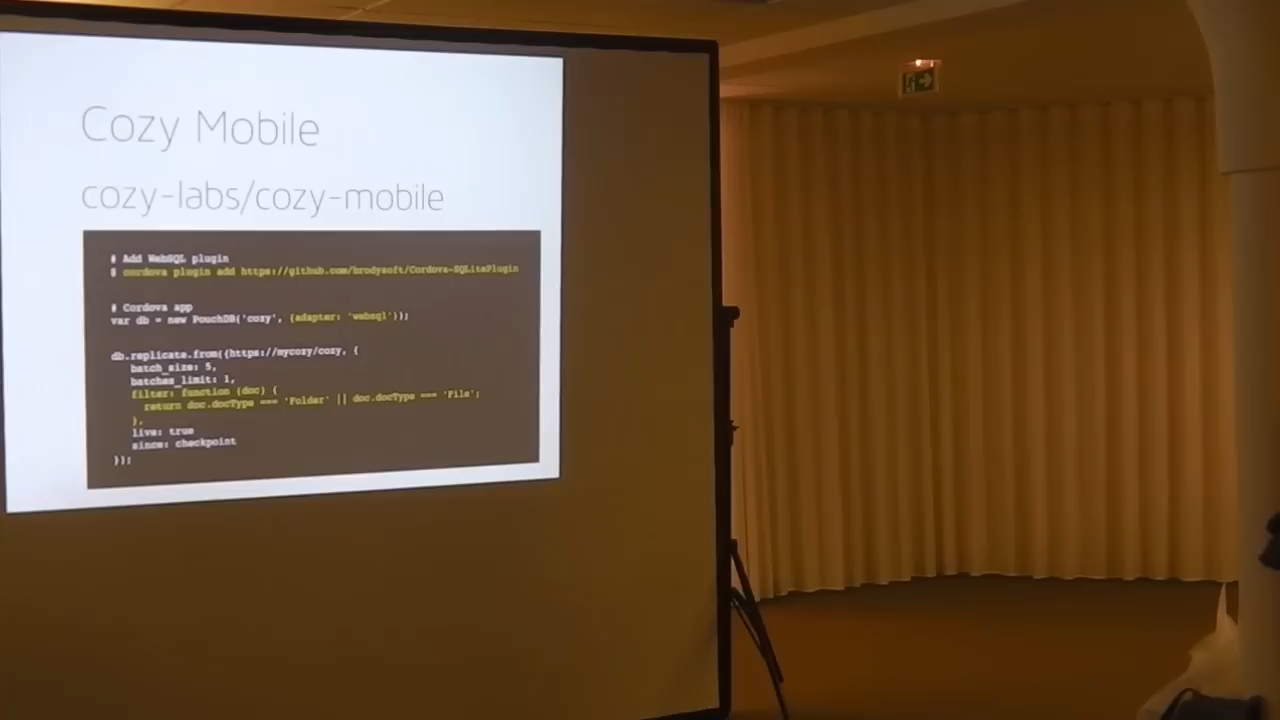 Cozy Mobile
cozy-labs/cozy-mobile
# Add WebSQL plugin
$ cordova plugin add https://github.com/brodysoft/Cordova-SQLitePlugin
# Cordova app
var db = new PouchDB('cozy', {adapter: 'websql'});
db.replicate.from({https://mycozy/cozy, {
batch_size: 5,
batches_limit: 1,
filter: function (doc) {
return doc.docType === 'Folder' || doc.docType === 'File';
},
live: true
since: checkpoint
});